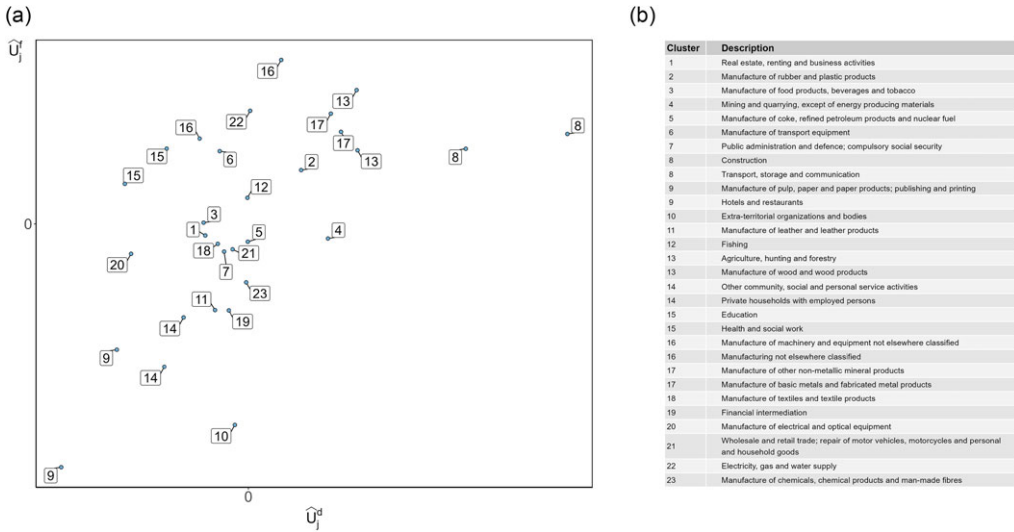 (a)
Û_j^f
16
13
22
17
8
16
17
15
6
13
8
2
15
12
3
0
1
5
4
18
21
20
7
23
11
19
14
9
14
10
9
0
Û_j^d
(b)
Cluster Description
1 Real estate, renting and business activities
2 Manufacture of rubber and plastic products
3 Manufacture of food products, beverages and tobacco
4 Mining and quarrying, except of energy producing materials
5 Manufacture of coke, refined petroleum products and nuclear fuel
6 Manufacture of transport equipment
7 Public administration and defence; compulsory social security
8 Construction
8 Transport, storage and communication
9 Manufacture of pulp, paper and paper products; publishing and printing
9 Hotels and restaurants
10 Extra-territorial organizations and bodies
11 Manufacture of leather and leather products
12 Fishing
13 Agriculture, hunting and forestry
13 Manufacture of wood and wood products
14 Other community, social and personal service activities
14 Private households with employed persons
15 Education
15 Health and social work
16 Manufacture of machinery and equipment not elsewhere classified
16 Manufacturing not elsewhere classified
17 Manufacture of other non-metallic mineral products
17 Manufacture of basic metals and fabricated metal products
18 Manufacture of textiles and textile products
19 Financial intermediation
20 Manufacture of electrical and optical equipment
21 Wholesale and retail trade; repair of motor vehicles, motorcycles and personal
and household goods
22 Electricity, gas and water supply
23 Manufacture of chemicals, chemical products and man-made fibres